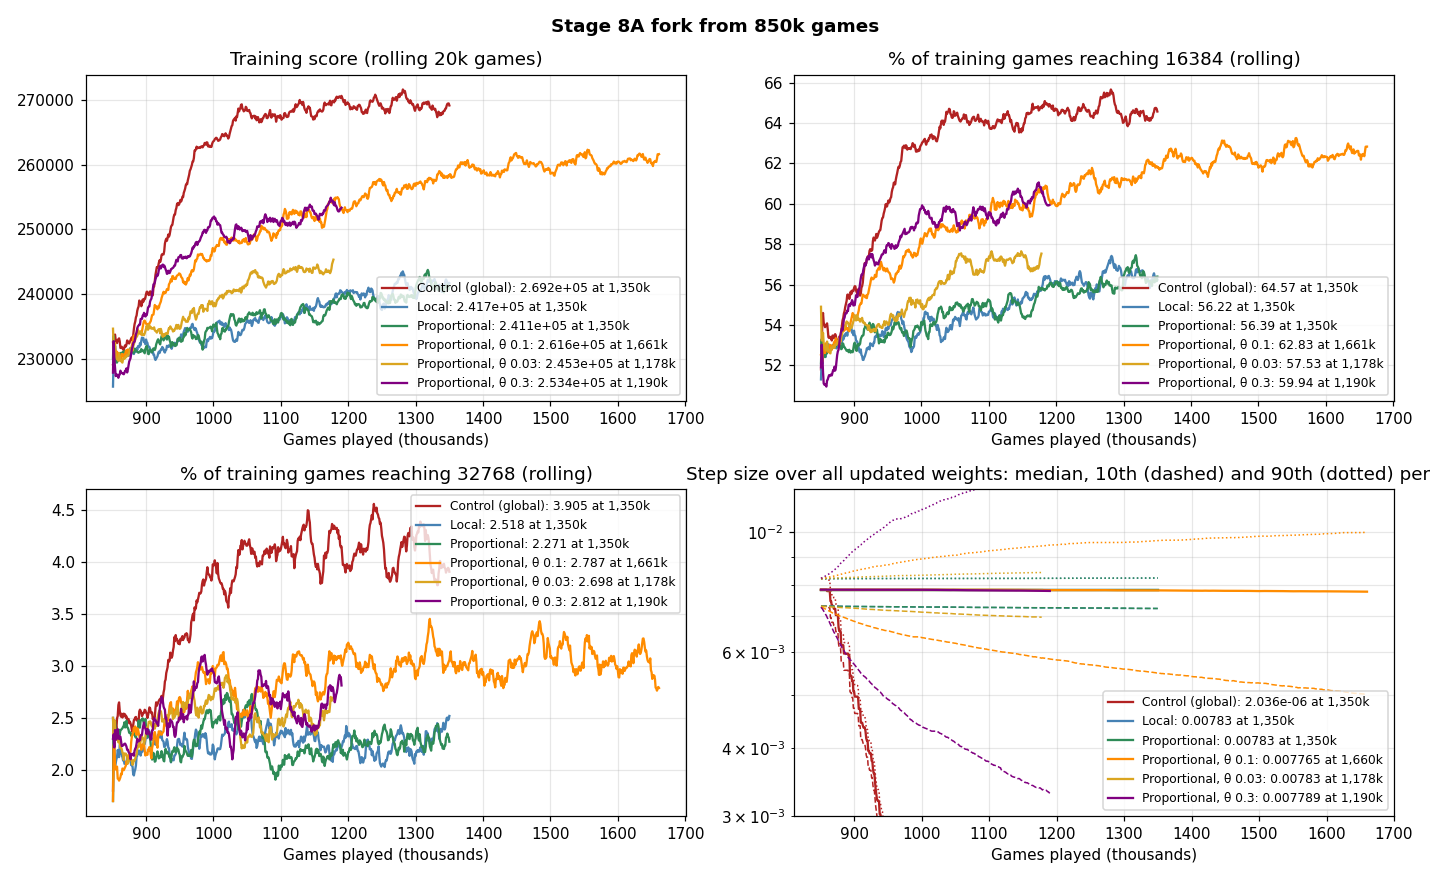 Stage 8A fork from 850k games
Training score (rolling 20k games)
270000
260000
250000
240000
230000
900 1000 1100 1200 1300 1400 1500 1600 1700
Games played (thousands)
Control (global): 2.692e+05 at 1,350k
Local: 2.417e+05 at 1,350k
Proportional: 2.411e+05 at 1,350k
Proportional, θ 0.1: 2.616e+05 at 1,661k
Proportional, θ 0.03: 2.453e+05 at 1,178k
Proportional, θ 0.3: 2.534e+05 at 1,190k
% of training games reaching 16384 (rolling)
66
64
62
60
58
56
54
52
900 1000 1100 1200 1300 1400 1500 1600 1700
Games played (thousands)
Control (global): 64.57 at 1,350k
Local: 56.22 at 1,350k
Proportional: 56.39 at 1,350k
Proportional, θ 0.1: 62.83 at 1,661k
Proportional, θ 0.03: 57.53 at 1,178k
Proportional, θ 0.3: 59.94 at 1,190k
% of training games reaching 32768 (rolling)
4.5
4.0
3.5
3.0
2.5
2.0
900 1000 1100 1200 1300 1400 1500 1600 1700
Games played (thousands)
Control (global): 3.905 at 1,350k
Local: 2.518 at 1,350k
Proportional: 2.271 at 1,350k
Proportional, θ 0.1: 2.787 at 1,661k
Proportional, θ 0.03: 2.698 at 1,178k
Proportional, θ 0.3: 2.812 at 1,190k
Step size over all updated weights: median, 10th (dashed) and 90th (dotted) per
10⁻²
6 × 10⁻³
4 × 10⁻³
3 × 10⁻³
900 1000 1100 1200 1300 1400 1500 1600 1700
Games played (thousands)
Control (global): 2.036e-06 at 1,350k
Local: 0.00783 at 1,350k
Proportional: 0.00783 at 1,350k
Proportional, θ 0.1: 0.007765 at 1,660k
Proportional, θ 0.03: 0.00783 at 1,178k
Proportional, θ 0.3: 0.007789 at 1,190k